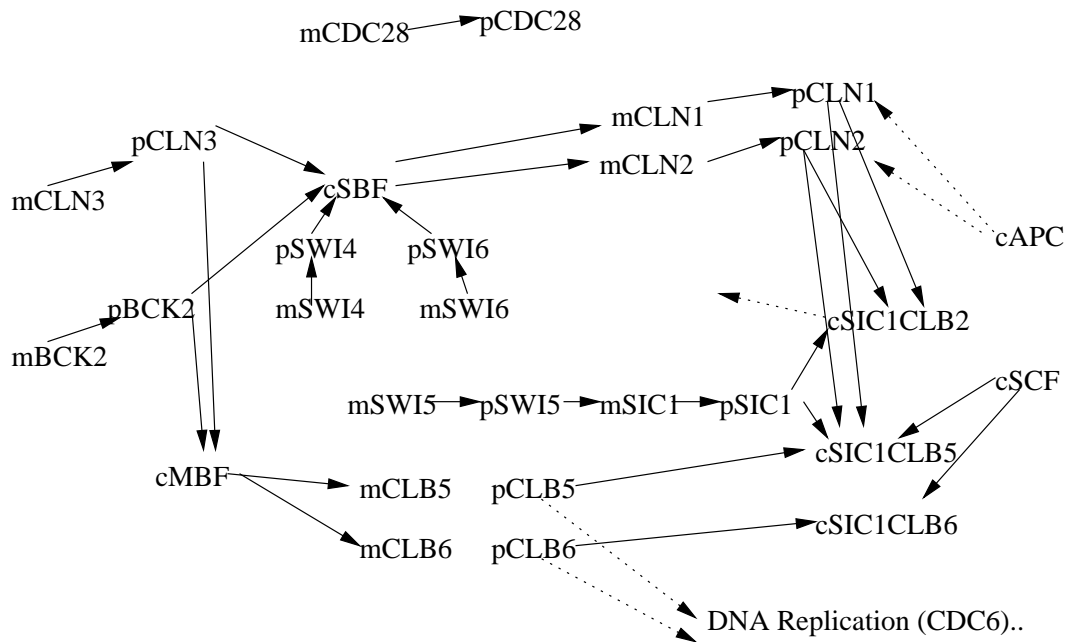 mCDC28 pCDC28
pCLN1
mCLN1
pCLN3 pCLN2
mCLN2
mCLN3 cSBF
cAPC
pSWI4 pSWI6
pBCK2 mSWI4 mSWI6
cSIC1CLB2
mBCK2
cSCF
mSWI5 pSWI5 mSIC1 pSIC1
cSIC1CLB5
cMBF
mCLB5 pCLB5
cSIC1CLB6
mCLB6 pCLB6
DNA Replication (CDC6)..